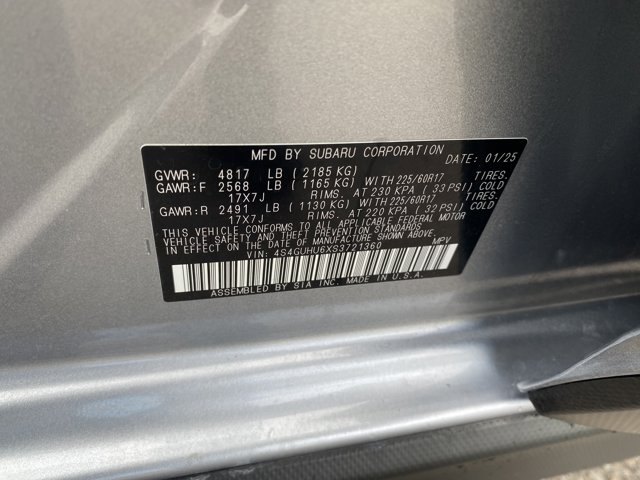 MFD BY SUBARU CORPORATION DATE: 01/25
GVWR: 4817 LB ( 2185 KG)
GAWR:F 2568 LB ( 1165 KG) WITH 225/60R17 TIRES.
17X7J RIMS. AT 230 KPA ( 33 PSI) COLD
GAWR:R 2491 LB ( 1130 KG) WITH 225/60R17 TIRES.
17X7J RIMS. AT 220 KPA ( 32 PSI) COLD
THIS VEHICLE CONFORMS TO ALL APPLICABLE FEDERAL MOTOR
VEHICLE SAFETY AND THEFT PREVENTION STANDARDS
IN EFFECT ON THE DATE OF MANUFACTURE SHOWN ABOVE.
VIN: 4S4GUHU6XS3721360 MPV
ASSEMBLED BY SIA INC. MADE IN U.S.A.